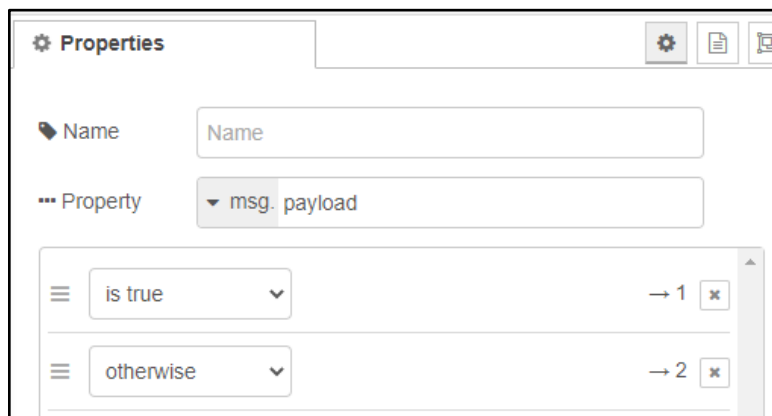 Properties
Name Name
Property msg. payload
is true → 1
otherwise → 2